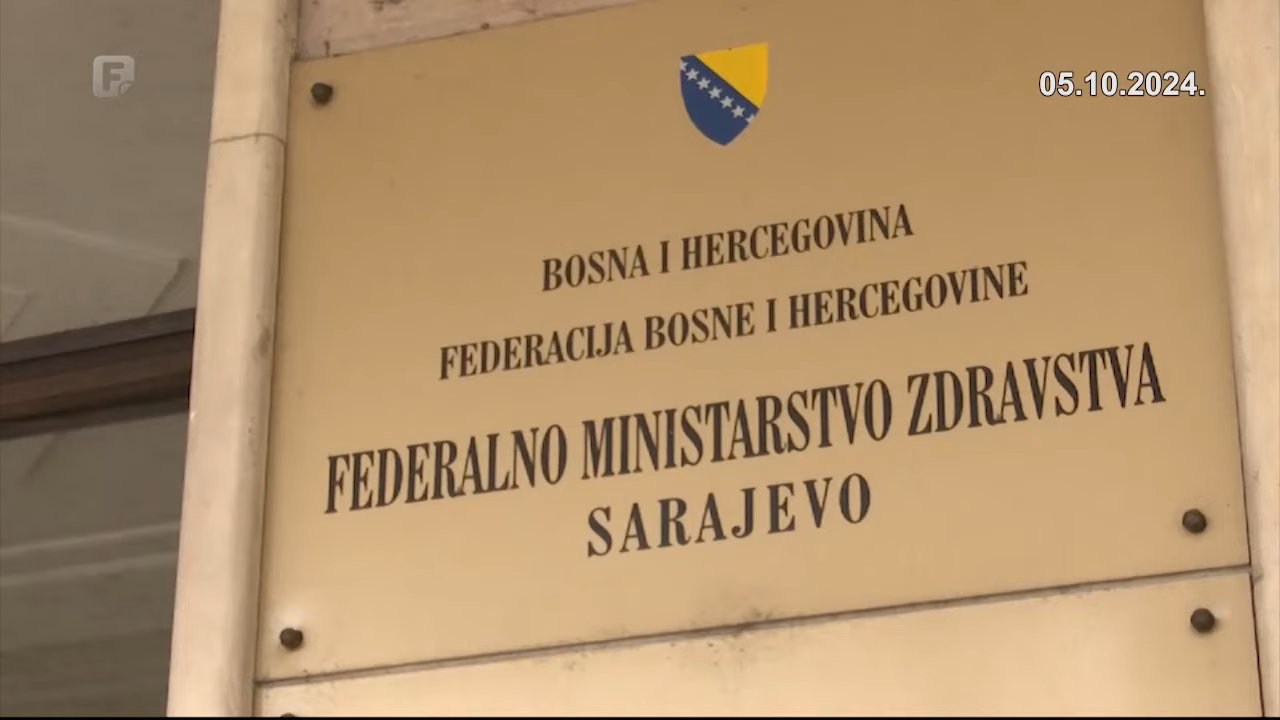 F
05.10.2024.
BOSNA I HERCEGOVINA
FEDERACIJA BOSNE I HERCEGOVINE
FEDERALNO MINISTARSTVO ZDRAVSTVA
SARAJEVO